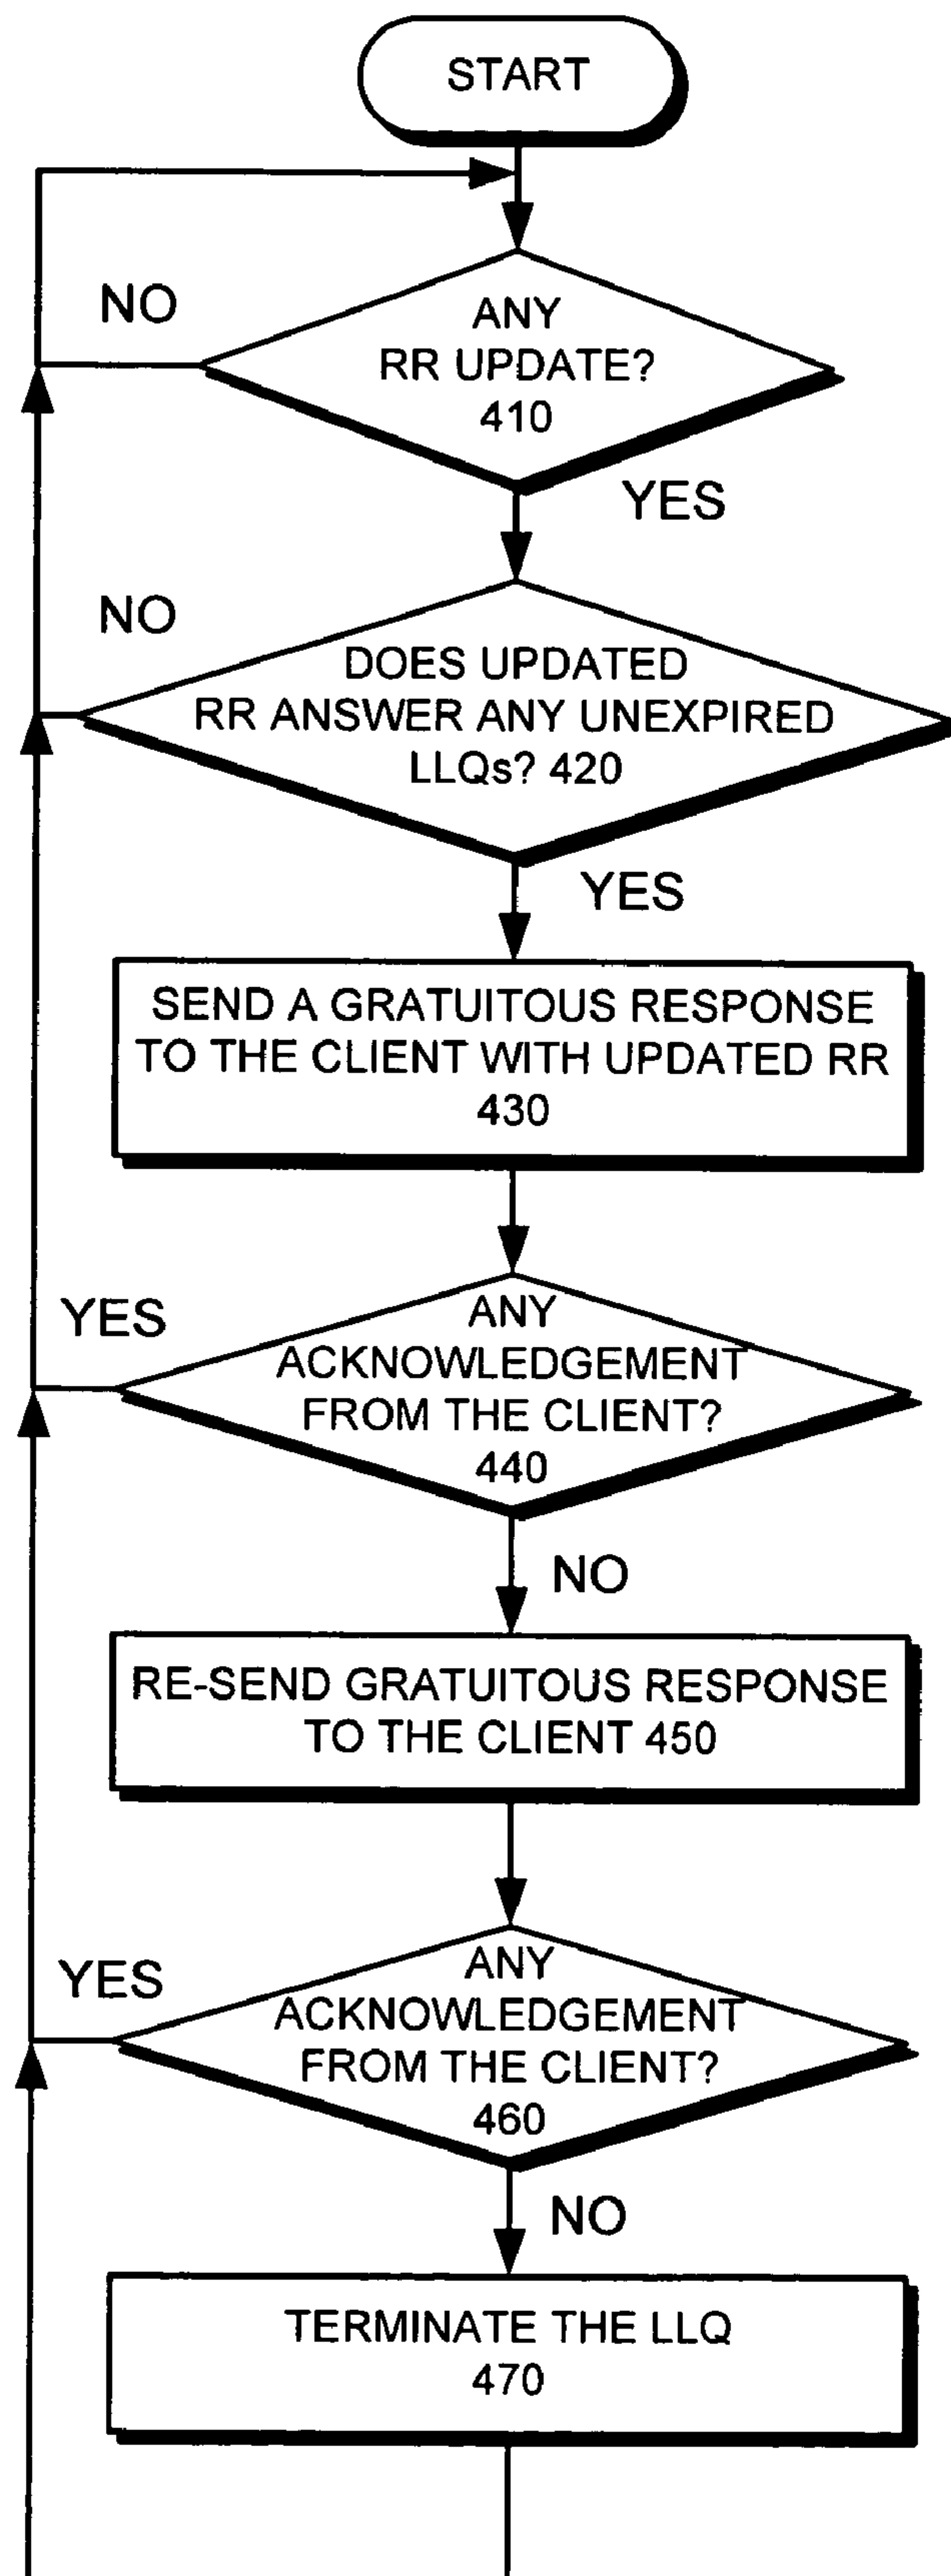 START
NO
ANY
RR UPDATE?
410
YES
NO
DOES UPDATED
RR ANSWER ANY UNEXPIRED
LLQs? 420
YES
SEND A GRATUITOUS RESPONSE
TO THE CLIENT WITH UPDATED RR
430
YES
ANY
ACKNOWLEDGEMENT
FROM THE CLIENT?
440
NO
RE-SEND GRATUITOUS RESPONSE
TO THE CLIENT 450
YES
ANY
ACKNOWLEDGEMENT
FROM THE CLIENT?
460
NO
TERMINATE THE LLQ
470